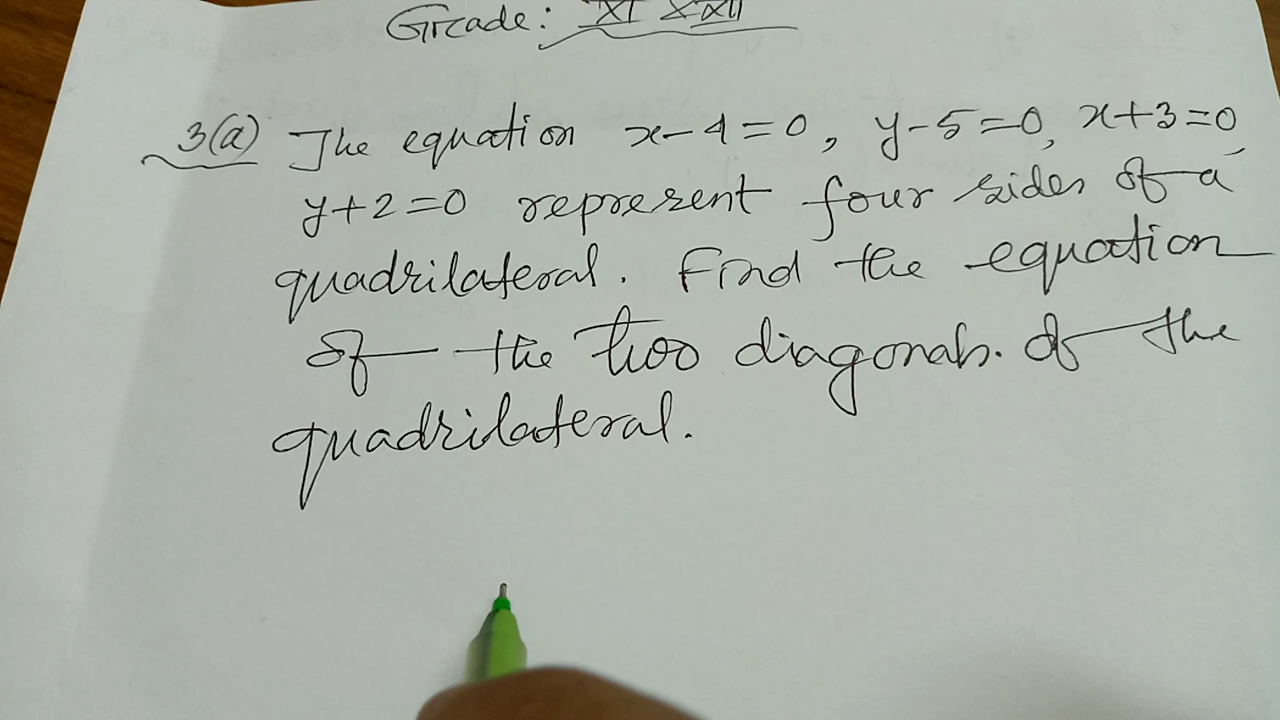 Grade: XI & XII
3(a) The equation x-4=0, y-5=0, x+3=0,
y+2=0 represent four sides of a
quadrilateral. Find the equation
of the two diagonals. of the
quadrilateral.